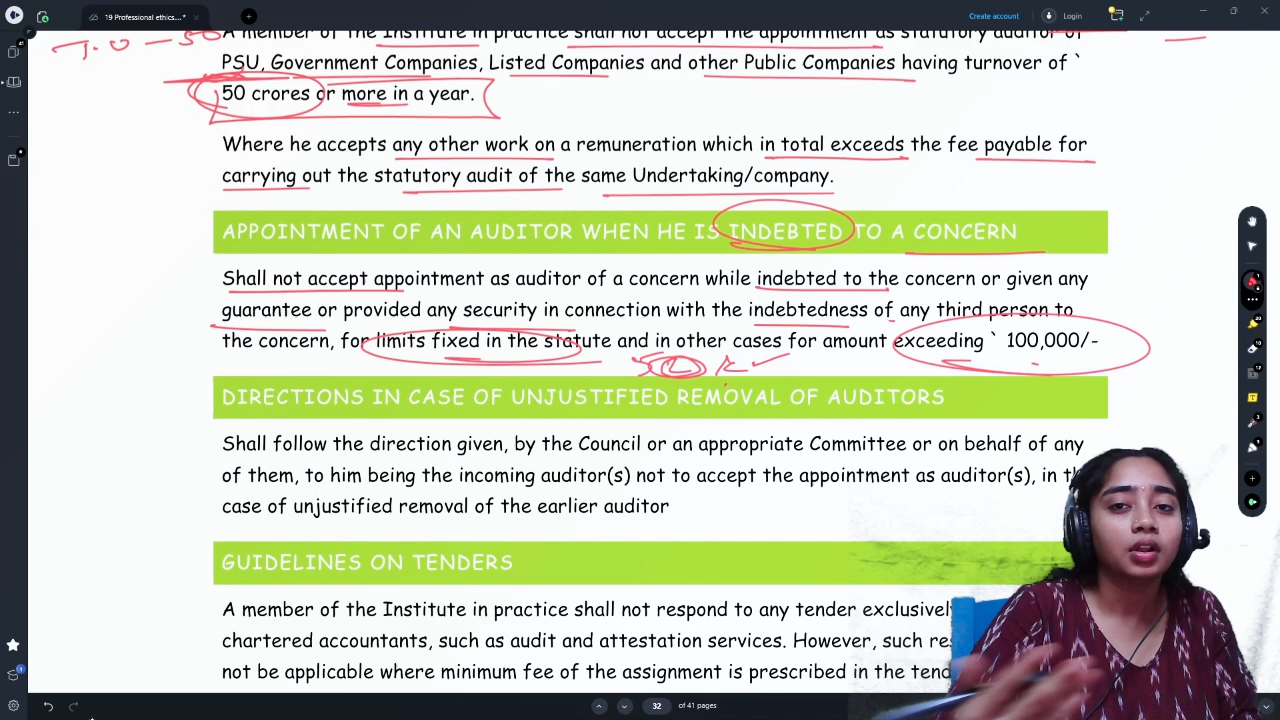 19 Professional ethics....*
Create account
Login
T.O - 50
A member of the Institute in practice shall not accept the appointment as statutory auditor of
PSU, Government Companies, Listed Companies and other Public Companies having turnover of `
50 crores or more in a year.
Where he accepts any other work on a remuneration which in total exceeds the fee payable for
carrying out the statutory audit of the same Undertaking/company.
APPOINTMENT OF AN AUDITOR WHEN HE IS INDEBTED TO A CONCERN
Shall not accept appointment as auditor of a concern while indebted to the concern or given any
guarantee or provided any security in connection with the indebtedness of any third person to
the concern, for limits fixed in the statute and in other cases for amount exceeding ` 100,000/-
DIRECTIONS IN CASE OF UNJUSTIFIED REMOVAL OF AUDITORS
Shall follow the direction given, by the Council or an appropriate Committee or on behalf of any
of them, to him being the incoming auditor(s) not to accept the appointment as auditor(s), in
case of unjustified removal of the earlier auditor
GUIDELINES ON TENDERS
A member of the Institute in practice shall not respond to any tender exclusively
chartered accountants, such as audit and attestation services. However, such
not be applicable where minimum fee of the assignment is prescribed in the
32 of 41 pages